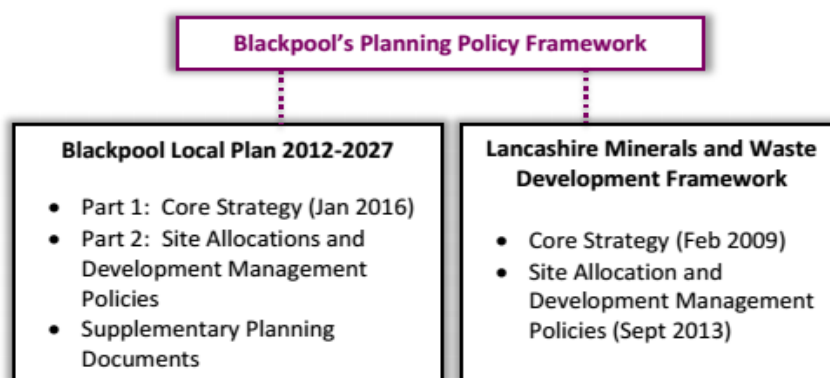 Blackpool's Planning Policy Framework
Blackpool Local Plan 2012-2027
• Part 1: Core Strategy (Jan 2016)
• Part 2: Site Allocations and
Development Management
Policies
• Supplementary Planning
Documents
Lancashire Minerals and Waste
Development Framework
• Core Strategy (Feb 2009)
• Site Allocation and
Development Management
Policies (Sept 2013)